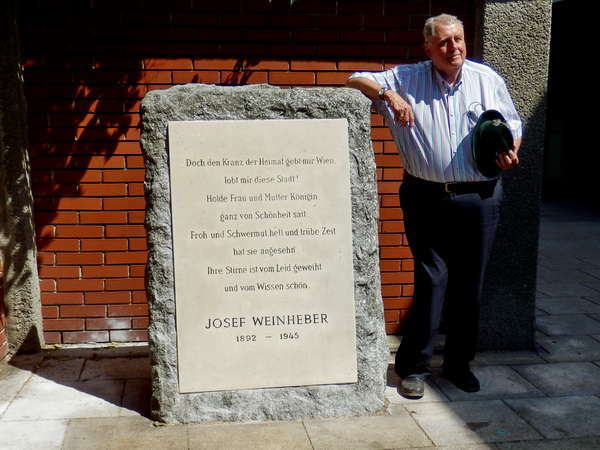 Doch den Kranz der Heimat gebt mir Wien,
lobt mir diese Stadt!
Holde Frau und Mutter Königin
ganz von Schönheit satt
Froh und Schwermut, hell und trübe Zeit
hat sie angesehn.
Ihre Stirne ist vom Leid geweiht
und vom Wissen schön.
JOSEF WEINHEBER
1892 – 1945